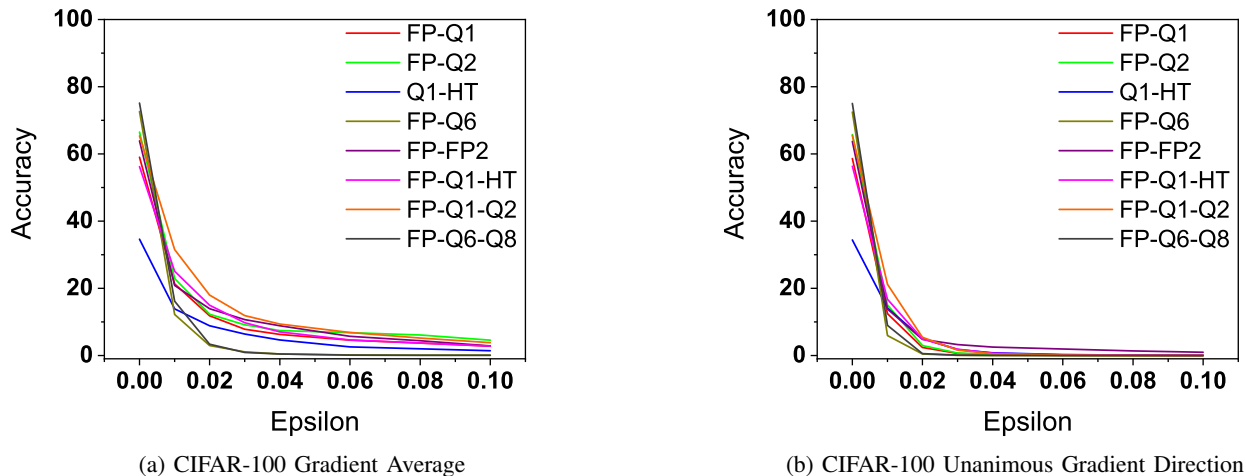 100
80
60
40
20
0
Accuracy
0.00 0.02 0.04 0.06 0.08 0.10
Epsilon
FP-Q1
FP-Q2
Q1-HT
FP-Q6
FP-FP2
FP-Q1-HT
FP-Q1-Q2
FP-Q6-Q8
(a) CIFAR-100 Gradient Average
100
80
60
40
20
0
Accuracy
0.00 0.02 0.04 0.06 0.08 0.10
Epsilon
FP-Q1
FP-Q2
Q1-HT
FP-Q6
FP-FP2
FP-Q1-HT
FP-Q1-Q2
FP-Q6-Q8
(b) CIFAR-100 Unanimous Gradient Direction